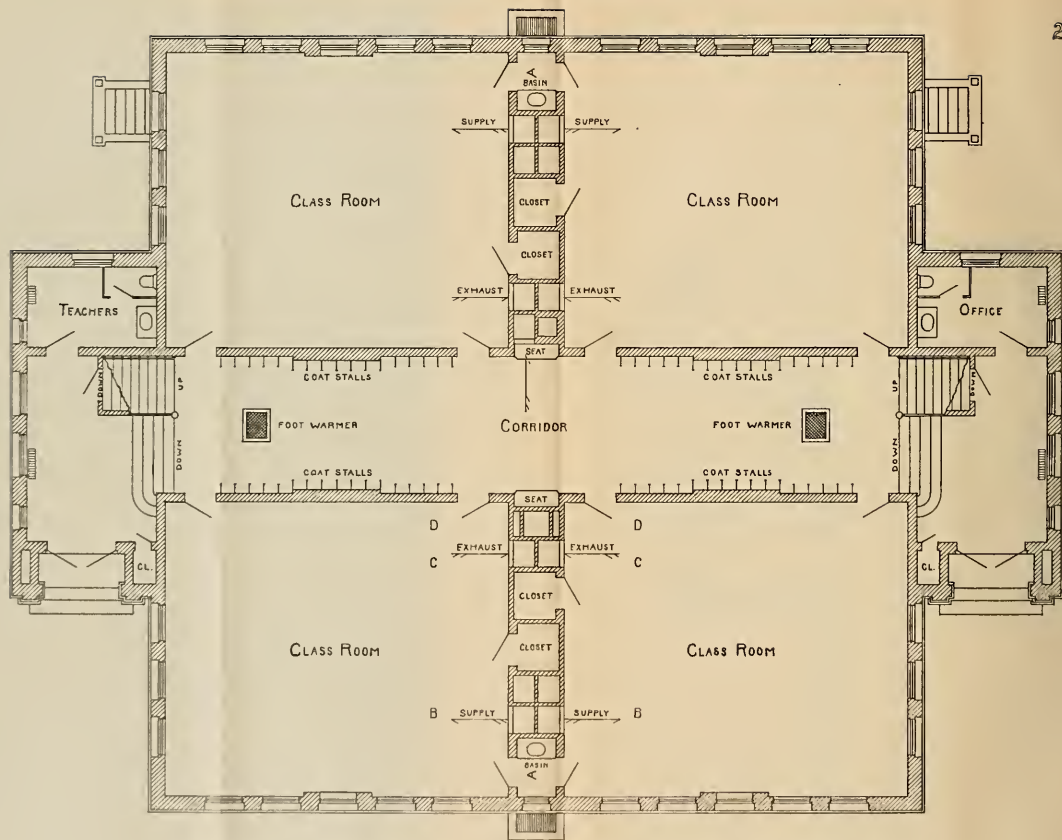 2
A
BASIN
SUPPLY SUPPLY
CLASS ROOM CLASS ROOM
CLOSET
CLOSET
EXHAUST EXHAUST
TEACHERS OFFICE
SEAT
DOWN UP COAT STALLS COAT STALLS UP DOWN
FOOT WARMER CORRIDOR FOOT WARMER
DOWN DOWN
COAT STALLS COAT STALLS
SEAT
D D
EXHAUST EXHAUST
C C
CL. CL.
CLOSET
CLOSET
CLASS ROOM CLASS ROOM
B SUPPLY SUPPLY B
BASIN
A